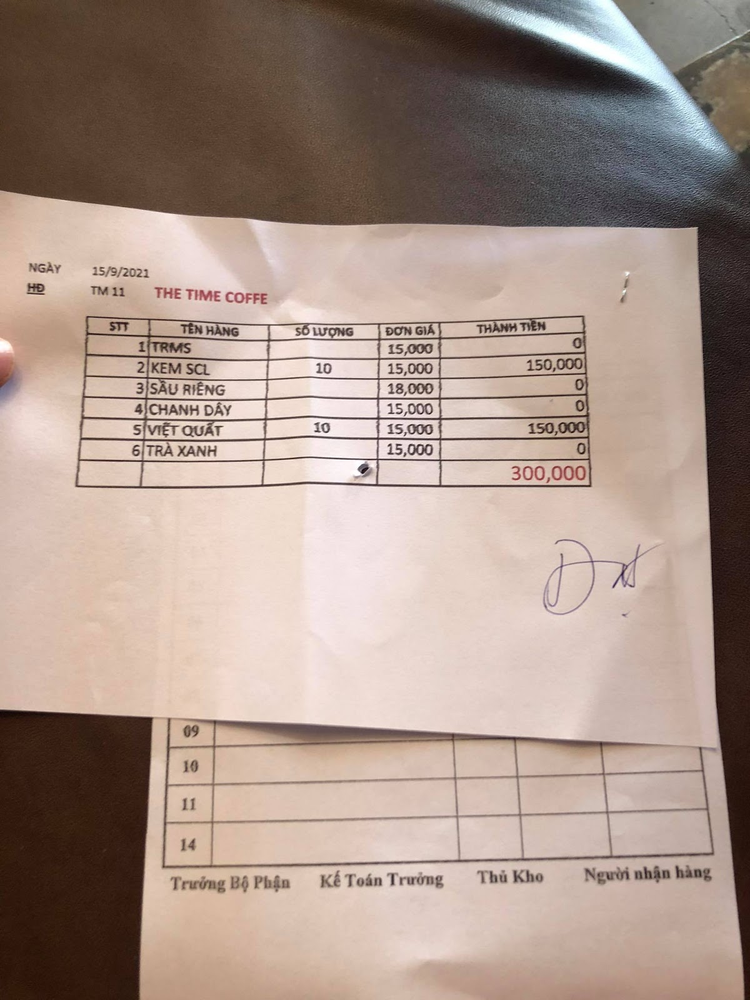 NGÀY 15/9/2021
HĐ TM 11 THE TIME COFFE
STT TÊN HÀNG SỐ LƯỢNG ĐƠN GIÁ THÀNH TIỀN
1 TRMS 15,000 0
2 KEM SCL 10 15,000 150,000
3 SẦU RIÊNG 18,000 0
4 CHANH DÂY 15,000 0
5 VIỆT QUẤT 10 15,000 150,000
6 TRÀ XANH 15,000 0
300,000
Đạt
09
10
11
14
Trưởng Bộ Phận Kế Toán Trưởng Thủ Kho Người nhận hàng